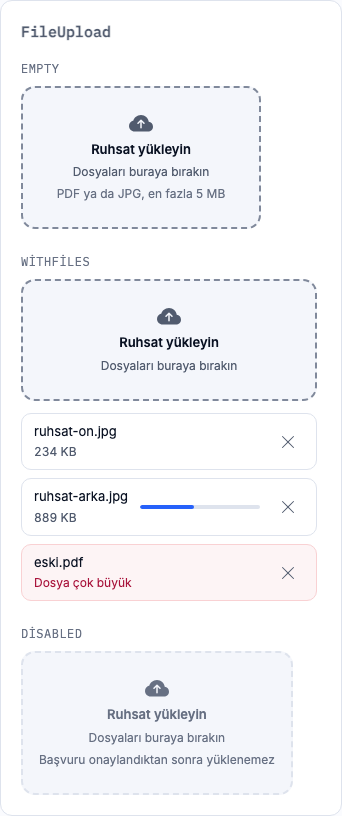 FileUpload
EMPTY
Ruhsat yükleyin
Dosyaları buraya bırakın
PDF ya da JPG, en fazla 5 MB
WİTHFİLES
Ruhsat yükleyin
Dosyaları buraya bırakın
ruhsat-on.jpg
234 KB
ruhsat-arka.jpg
889 KB
eski.pdf
Dosya çok büyük
DİSABLED
Ruhsat yükleyin
Dosyaları buraya bırakın
Başvuru onaylandıktan sonra yüklenemez